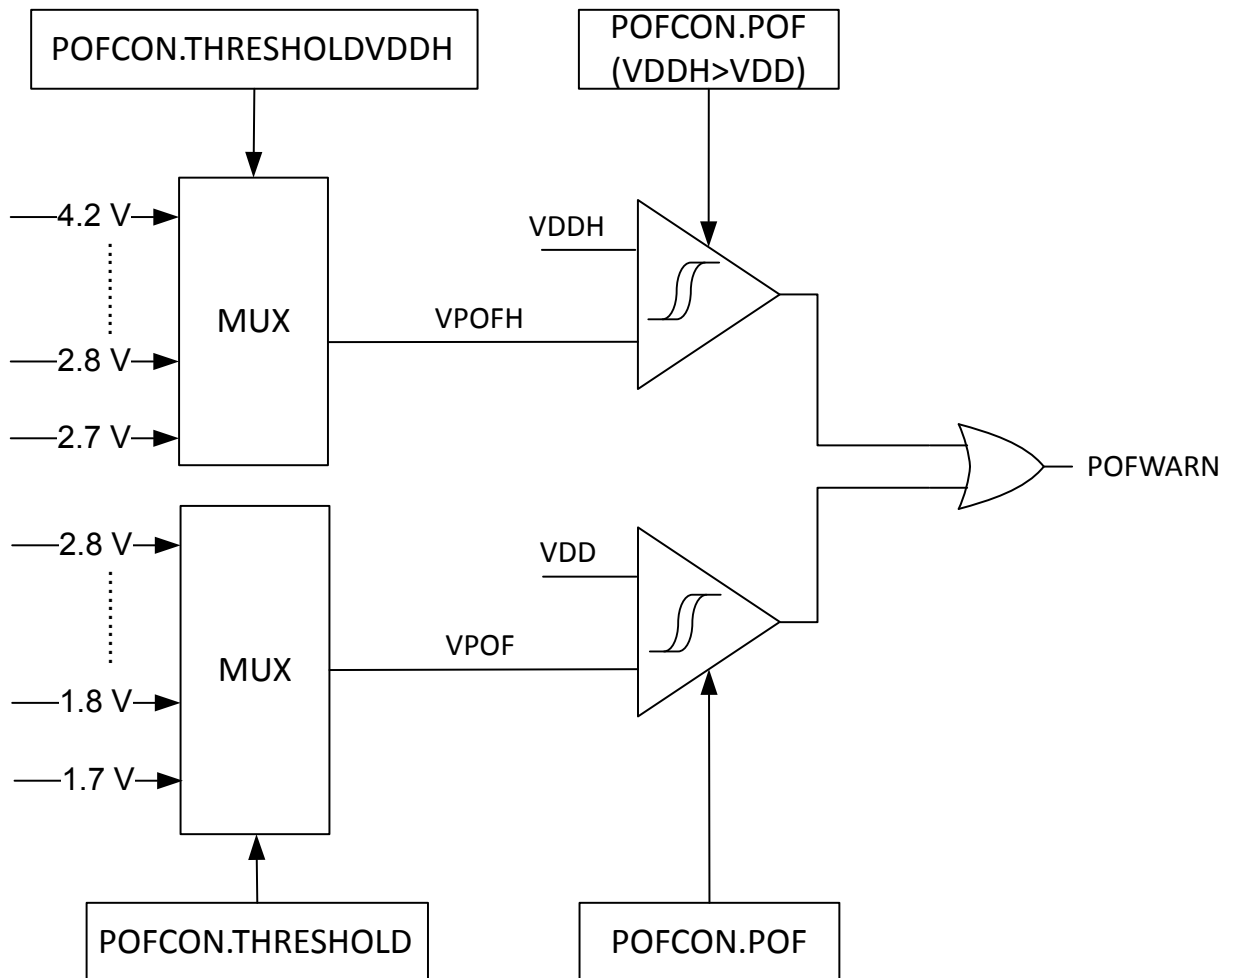 POFCON.THRESHOLDVDDH
POFCON.POF
(VDDH>VDD)
4.2 V
VDDH
MUX
VPOFH
2.8 V
2.7 V
POFWARN
2.8 V
VDD
MUX
VPOF
1.8 V
1.7 V
POFCON.THRESHOLD
POFCON.POF